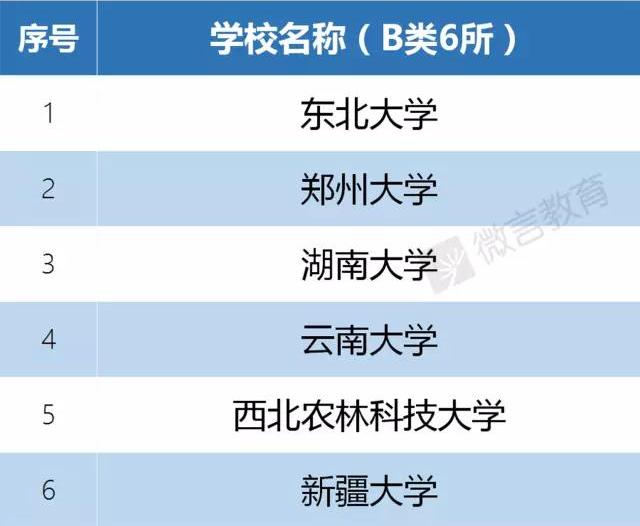 序号 学校名称（B类6所）
1 东北大学
2 郑州大学
3 湖南大学
4 云南大学
5 西北农林科技大学
6 新疆大学
微言教育